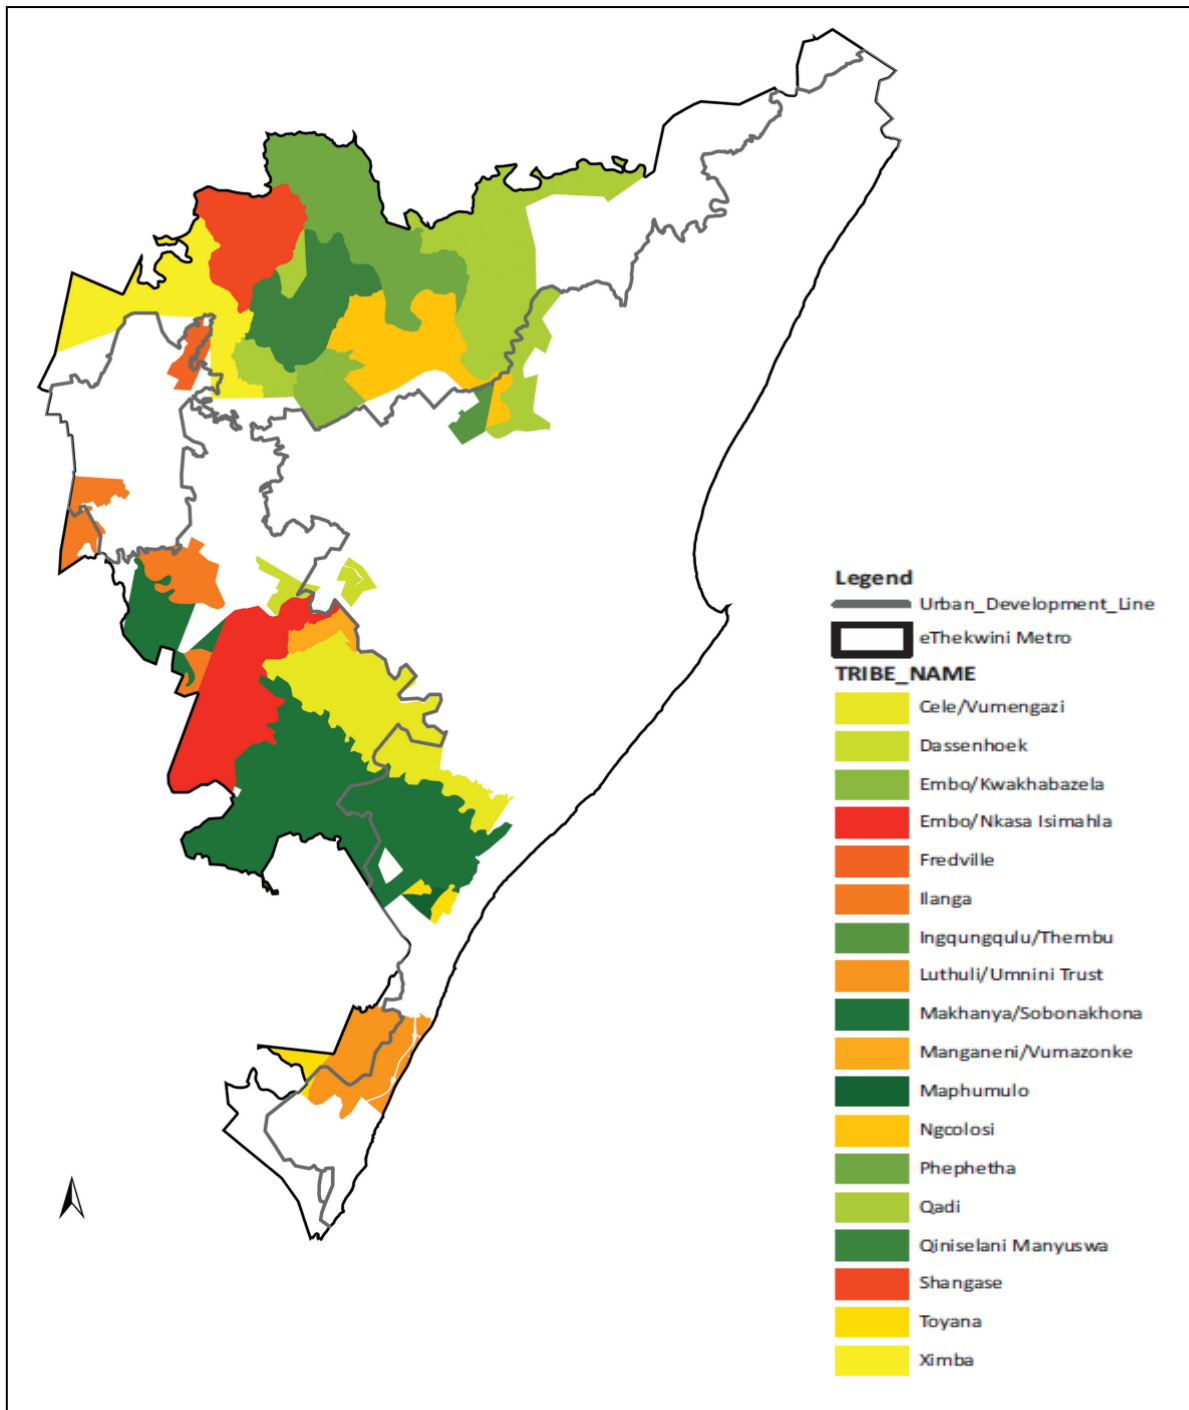 Legend
Urban_Development_Line
eThekwini Metro
TRIBE_NAME
Cele/Vumengazi
Dassenhoek
Embo/Kwakhabazela
Embo/Nkasa Isimahla
Fredville
Ilanga
Ingqungqulu/Thembu
Luthuli/Umnini Trust
Makhanya/Sobonakhona
Manganeni/Vumazonke
Maphumulo
Ngcolosi
Phephetha
Qadi
Qiniselani Manyuswa
Shangase
Toyana
Ximba